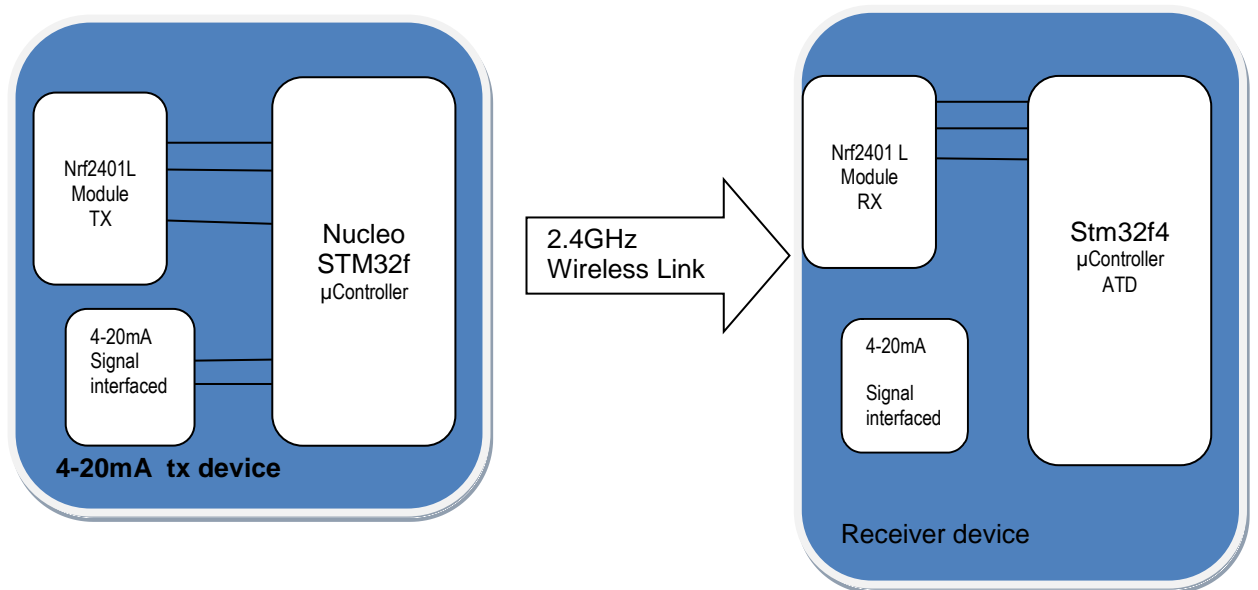 Nrf2401L
Module
TX
Nucleo
STM32f
µController
4-20mA
Signal
interfaced
4-20mA tx device
2.4GHz
Wireless Link
Nrf2401 L
Module
RX
Stm32f4
µController
ATD
4-20mA
Signal
interfaced
Receiver device